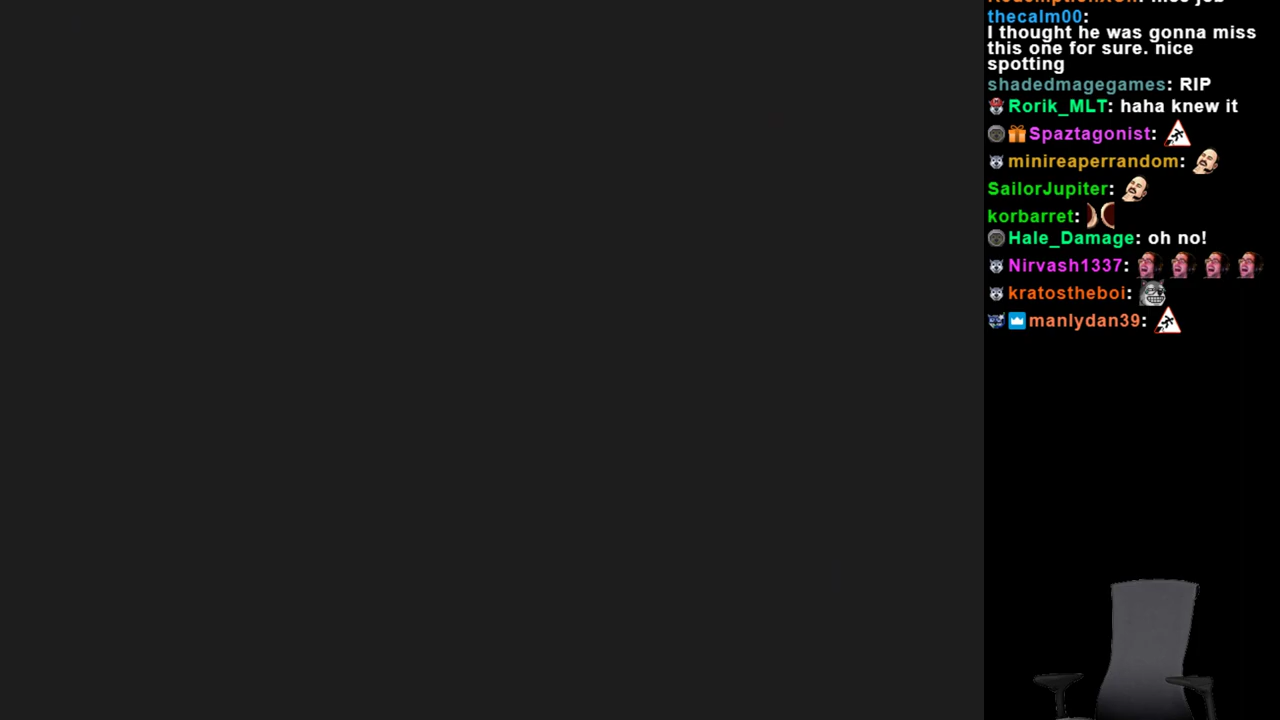 thecalm00:
I thought he was gonna miss
this one for sure. nice
spotting
shadedmagegames: RIP
Rorik_MLT: haha knew it
Spaztagonist:
minireaperrandom:
SailorJupiter:
korbarret:
Hale_Damage: oh no!
Nirvash1337:
kratostheboi:
manlydan39: